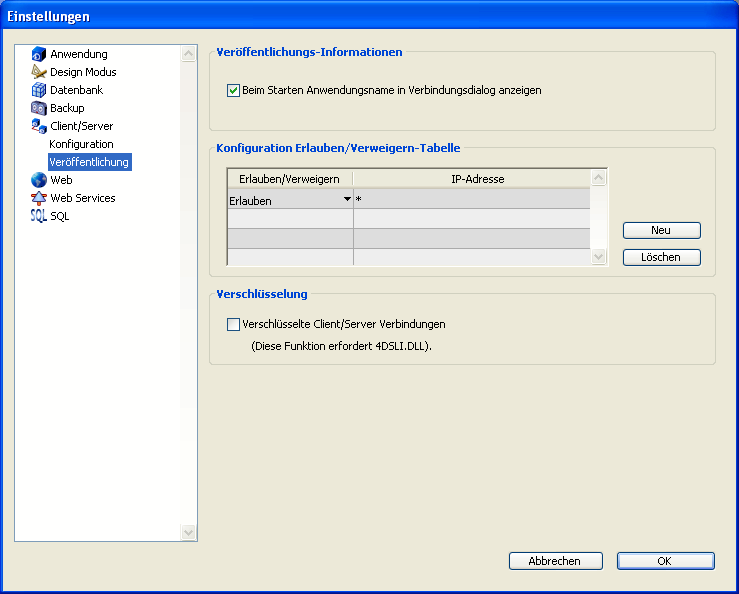 Einstellungen
Anwendung
Design Modus
Datenbank
Backup
Client/Server
Konfiguration
Veröffentlichung
Web
Web Services
SQL SQL
Veröffentlichungs-Informationen
Beim Starten Anwendungsname in Verbindungsdialog anzeigen
Konfiguration Erlauben/Verweigern-Tabelle
Erlauben/Verweigern IP-Adresse
Erlauben *
Neu
Löschen
Verschlüsselung
Verschlüsselte Client/Server Verbindungen
(Diese Funktion erfordert 4DSLI.DLL).
Abbrechen OK